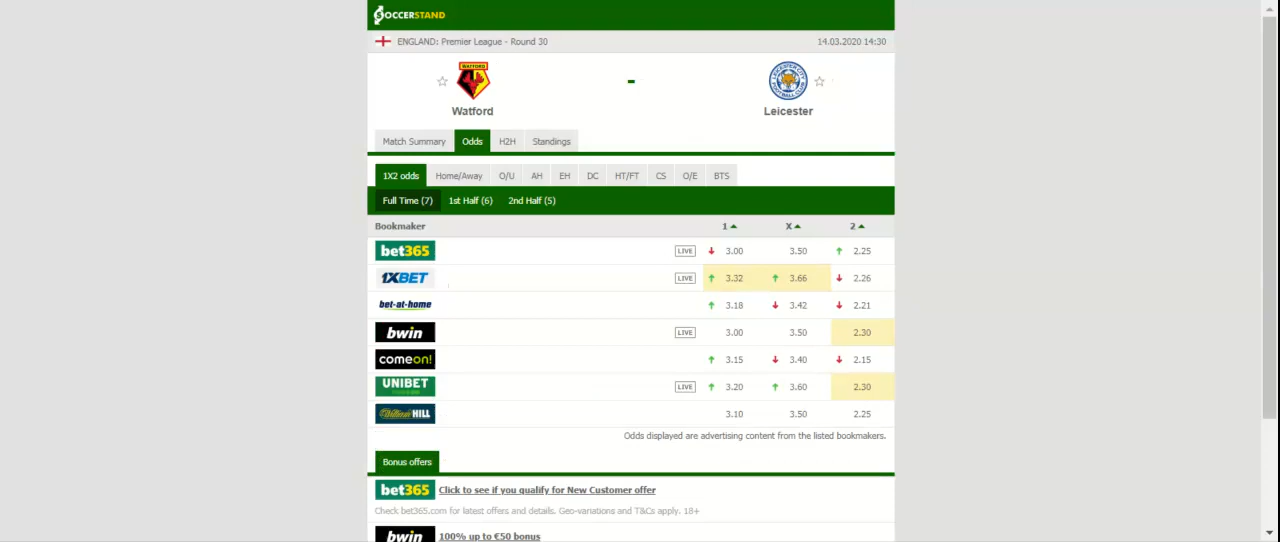 SOCCERSTAND
ENGLAND: Premier League - Round 30 14.03.2020 14:30
WATFORD
LEICESTER CITY FOOTBALL CLUB
-
Watford Leicester
Match Summary Odds H2H Standings
1X2 odds Home/Away O/U AH EH DC HT/FT CS O/E BTS
Full Time (7) 1st Half (6) 2nd Half (5)
Bookmaker 1 X 2
bet365 LIVE 3.00 3.50 2.25
1XBET LIVE 3.32 3.66 2.26
bet-at-home 3.18 3.42 2.21
bwin LIVE 3.00 3.50 2.30
comeon! 3.15 3.40 2.15
UNIBET LIVE 3.20 3.60 2.30
William HILL 3.10 3.50 2.25
Odds displayed are advertising content from the listed bookmakers.
Bonus offers
bet365 Click to see if you qualify for New Customer offer
Check bet365.com for latest offers and details. Geo-variations and T&Cs apply. 18+
bwin 100% up to €50 bonus